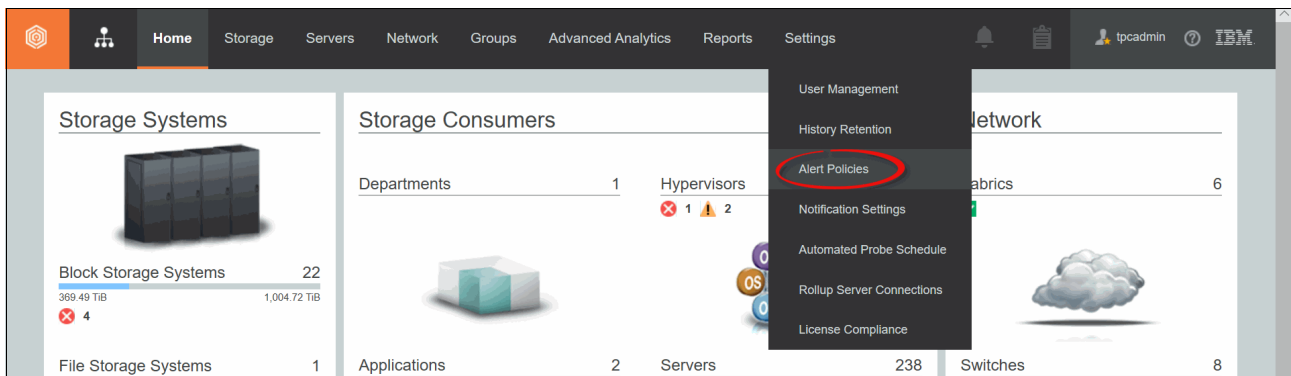 Home Storage Servers Network Groups Advanced Analytics Reports Settings tpcadmin IBM
User Management
History Retention
Alert Policies
Notification Settings
Automated Probe Schedule
Rollup Server Connections
License Compliance
Storage Systems
Block Storage Systems 22
369.49 TiB 1,004.72 TiB
4
File Storage Systems 1
Storage Consumers
Departments 1
Hypervisors
1 2
OS
Applications 2
Servers 238
etwork
abrics 6
Switches 8